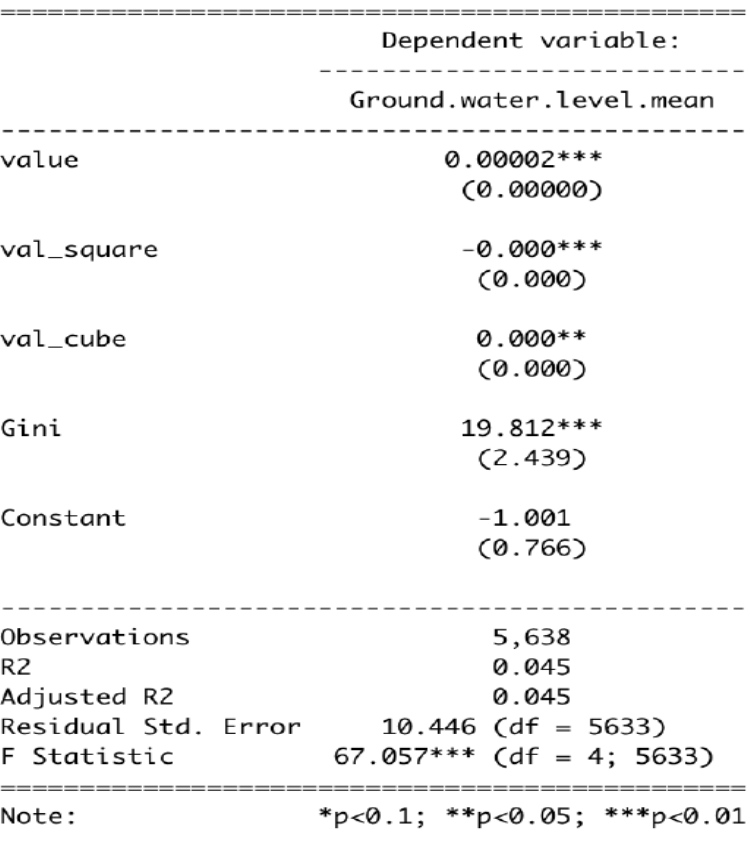 Dependent variable:
Ground.water.level.mean
value 0.00002***
(0.00000)
val_square -0.000***
(0.000)
val_cube 0.000**
(0.000)
Gini 19.812***
(2.439)
Constant -1.001
(0.766)
Observations 5,638
R2 0.045
Adjusted R2 0.045
Residual Std. Error 10.446 (df = 5633)
F Statistic 67.057*** (df = 4; 5633)
Note: *p<0.1; **p<0.05; ***p<0.01